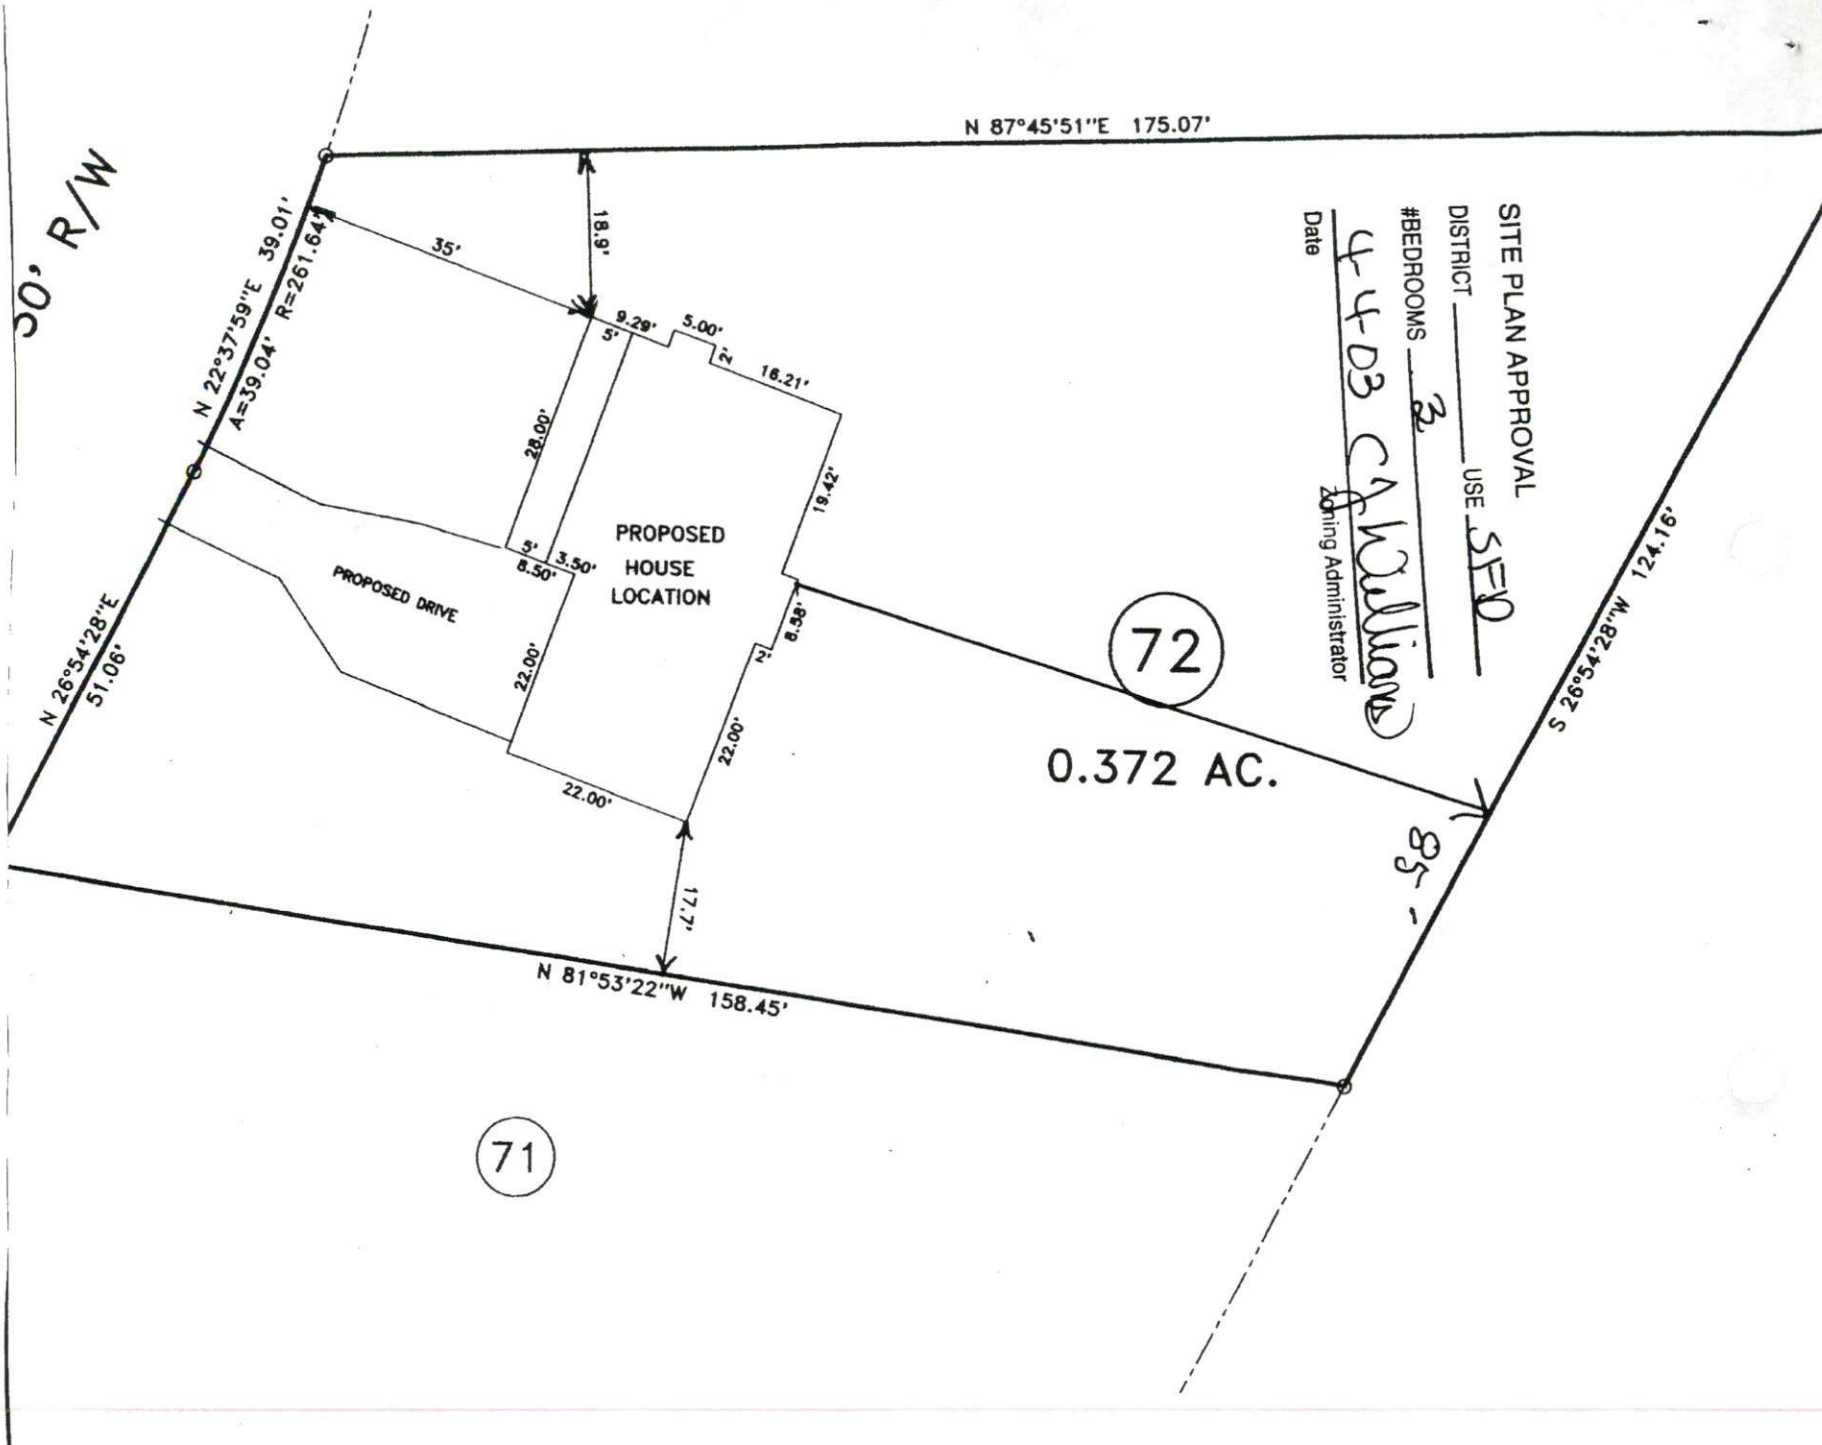 N 87°45'51"E 175.07'
50' R/W
N 22°37'59"E 39.01'
A=39.04' R=261.64'
35'
18.9'
9.29'
5'
5.00'
2'
16.21'
28.00'
19.42'
PROPOSED
HOUSE
LOCATION
5'
3.50'
8.50'
PROPOSED DRIVE
22.00'
8.58'
2'
22.00'
22.00'
17.7'
N 26°54'28"E
51.06'
N 81°53'22"W 158.45'
72
0.372 AC.
71
S 26°54'28"W 124.16'
85-
SITE PLAN APPROVAL
DISTRICT USE SFD
#BEDROOMS 3
4-4-03
Date Zoning Administrator